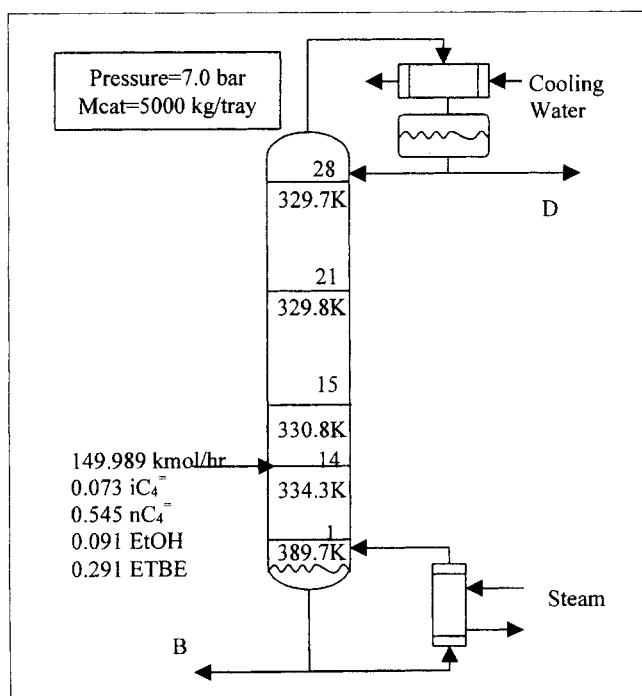 Pressure=7.0 bar
Mcat=5000 kg/tray
Cooling
Water
28
329.7K
D
21
329.8K
15
330.8K
149.989 kmol/hr
14
0.073 iC₄⁼
334.3K
0.545 nC₄⁼
0.091 EtOH
1
0.291 ETBE
389.7K
Steam
B